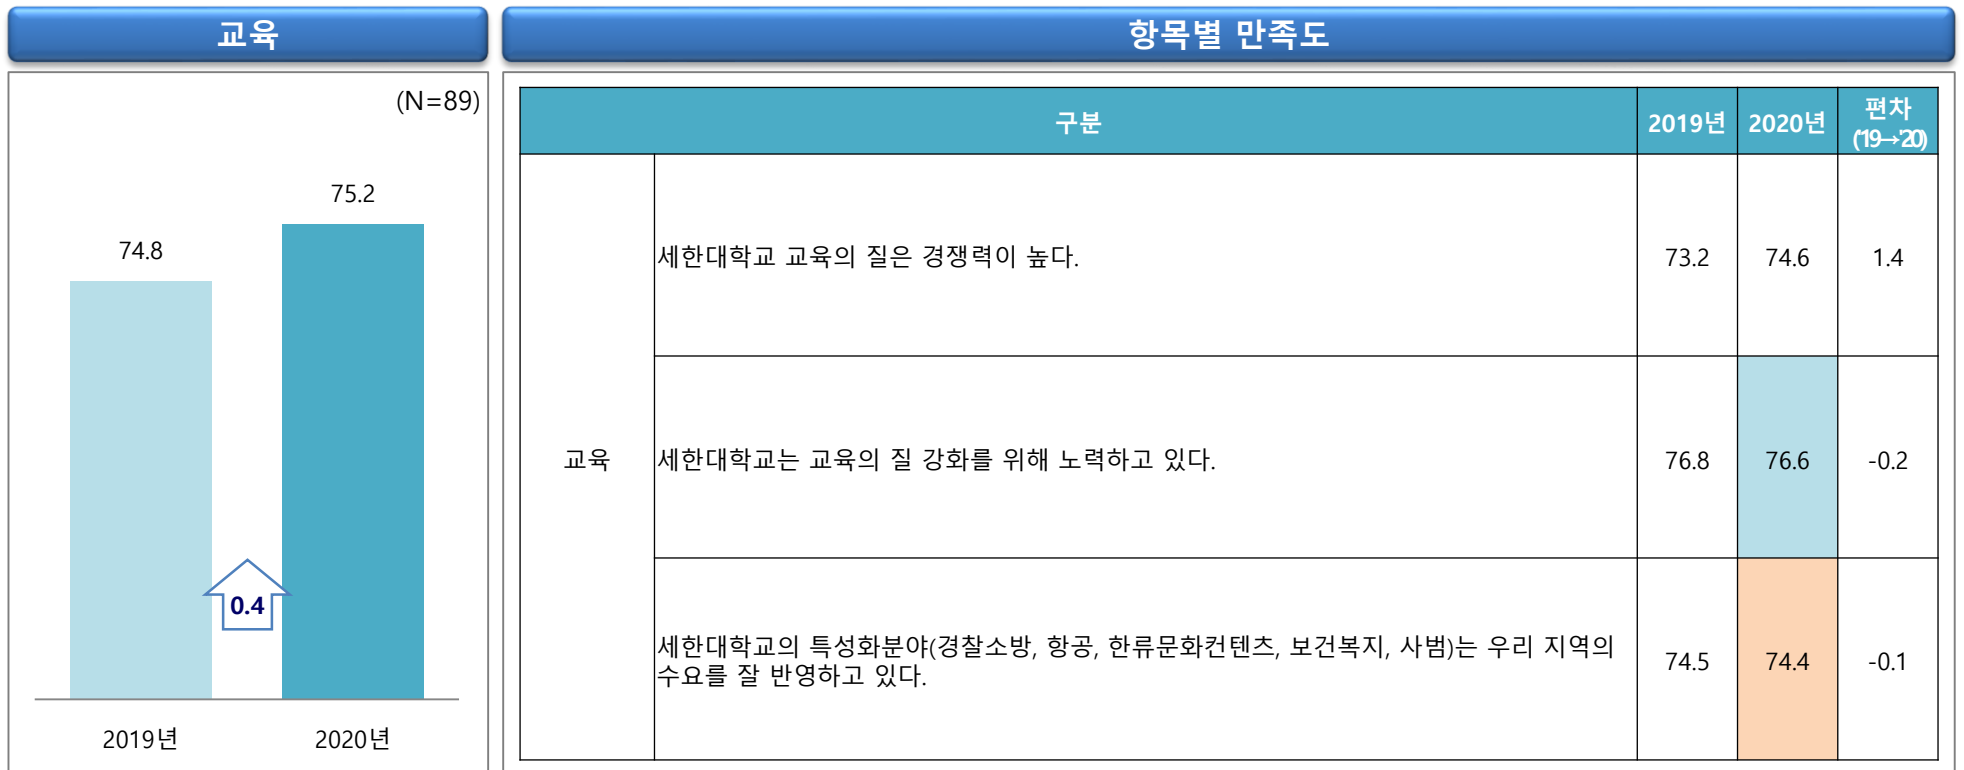 교육
항목별 만족도
(N=89)
74.8
75.2
0.4
2019년
2020년
구분
2019년
2020년
편차
('19→'20)
교육
세한대학교 교육의 질은 경쟁력이 높다.
73.2
74.6
1.4
세한대학교는 교육의 질 강화를 위해 노력하고 있다.
76.8
76.6
-0.2
세한대학교의 특성화분야(경찰소방, 항공, 한류문화컨텐츠, 보건복지, 사범)는 우리 지역의
수요를 잘 반영하고 있다.
74.5
74.4
-0.1